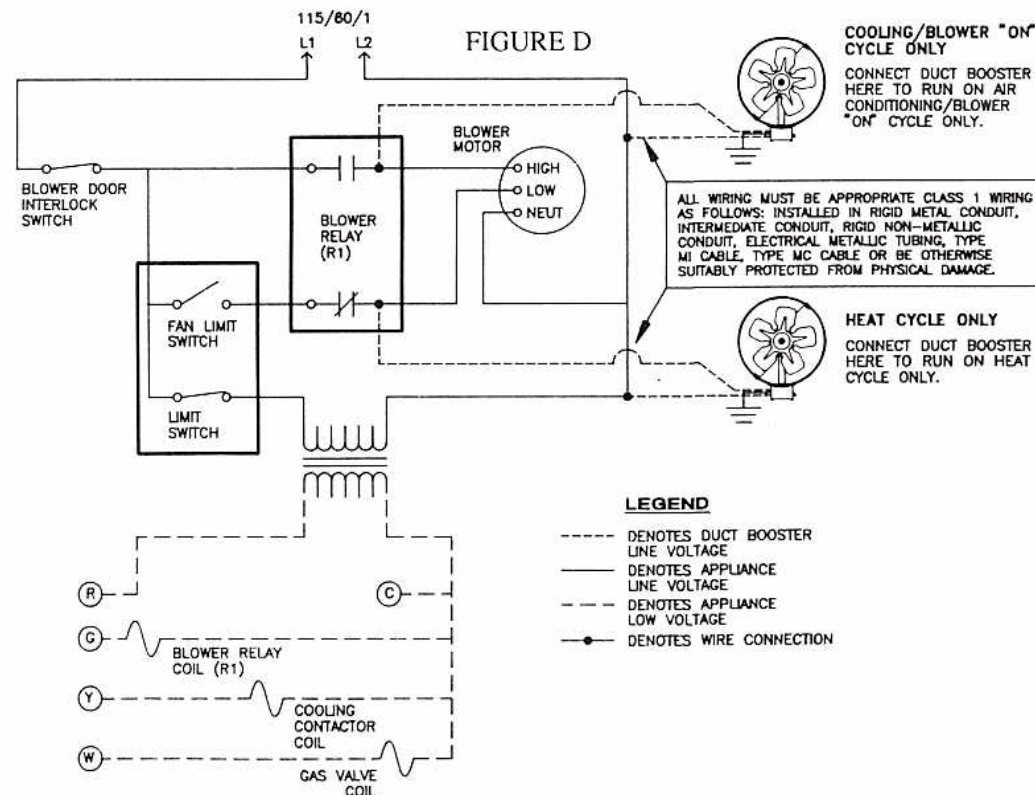 115/60/1
L1 L2
FIGURE D
COOLING/BLOWER "ON"
CYCLE ONLY
CONNECT DUCT BOOSTER
HERE TO RUN ON AIR
CONDITIONING/BLOWER
"ON" CYCLE ONLY.
BLOWER DOOR
INTERLOCK
SWITCH
BLOWER
RELAY
(R1)
BLOWER
MOTOR
HIGH
LOW
NEUT
ALL WIRING MUST BE APPROPRIATE CLASS 1 WIRING
AS FOLLOWS: INSTALLED IN RIGID METAL CONDUIT,
INTERMEDIATE CONDUIT, RIGID NON-METALLIC
CONDUIT, ELECTRICAL METALLIC TUBING, TYPE
MI CABLE, TYPE MC CABLE OR BE OTHERWISE
SUITABLY PROTECTED FROM PHYSICAL DAMAGE.
FAN LIMIT
SWITCH
LIMIT
SWITCH
HEAT CYCLE ONLY
CONNECT DUCT BOOSTER
HERE TO RUN ON HEAT
CYCLE ONLY.
LEGEND
DENOTES DUCT BOOSTER
LINE VOLTAGE
DENOTES APPLIANCE
LINE VOLTAGE
DENOTES APPLIANCE
LOW VOLTAGE
DENOTES WIRE CONNECTION
R
C
G
BLOWER RELAY
COIL (R1)
Y
COOLING
CONTACTOR
COIL
W
GAS VALVE
COIL